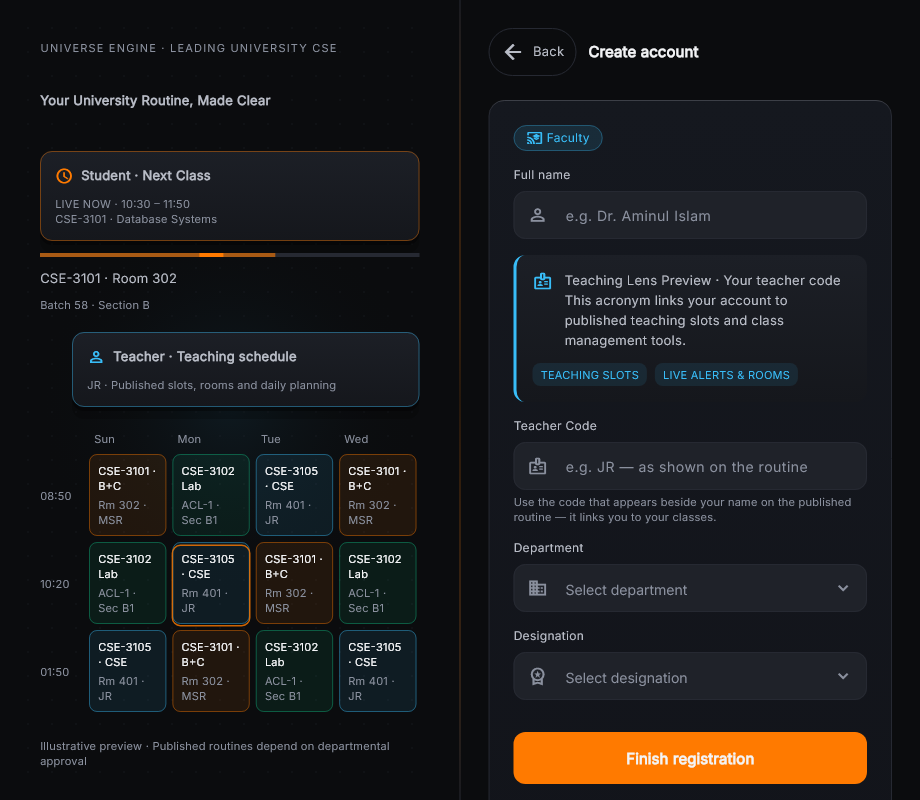 UNIVERSE ENGINE · LEADING UNIVERSITY CSE
Your University Routine, Made Clear
Student · Next Class
LIVE NOW · 10:30 – 11:50
CSE-3101 · Database Systems
CSE-3101 · Room 302
Batch 58 · Section B
Teacher · Teaching schedule
JR · Published slots, rooms and daily planning
Sun Mon Tue Wed
08:50
CSE-3101 ·
B+C
Rm 302 ·
MSR
CSE-3102
Lab
ACL-1 ·
Sec B1
CSE-3105
· CSE
Rm 401 ·
JR
CSE-3101 ·
B+C
Rm 302 ·
MSR
10:20
CSE-3102
Lab
ACL-1 ·
Sec B1
CSE-3105
· CSE
Rm 401 ·
JR
CSE-3101 ·
B+C
Rm 302 ·
MSR
CSE-3102
Lab
ACL-1 ·
Sec B1
01:50
CSE-3105
· CSE
Rm 401 ·
JR
CSE-3101 ·
B+C
Rm 302 ·
MSR
CSE-3102
Lab
ACL-1 ·
Sec B1
CSE-3105
· CSE
Rm 401 ·
JR
Illustrative preview · Published routines depend on departmental
approval
Back
Create account
Faculty
Full name
e.g. Dr. Aminul Islam
Teaching Lens Preview · Your teacher code
This acronym links your account to
published teaching slots and class
management tools.
TEACHING SLOTS
LIVE ALERTS & ROOMS
Teacher Code
e.g. JR — as shown on the routine
Use the code that appears beside your name on the published
routine — it links you to your classes.
Department
Select department
Designation
Select designation
Finish registration